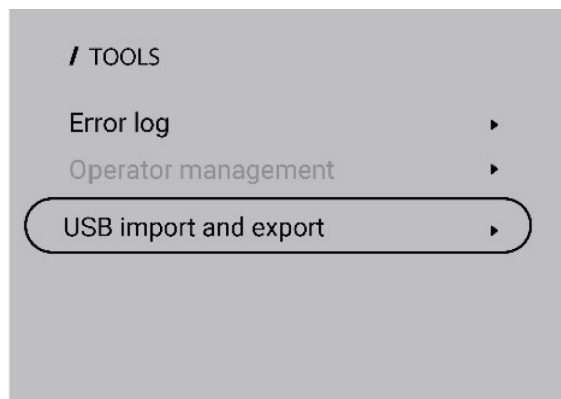 / TOOLS
Error log
Operator management
USB import and export